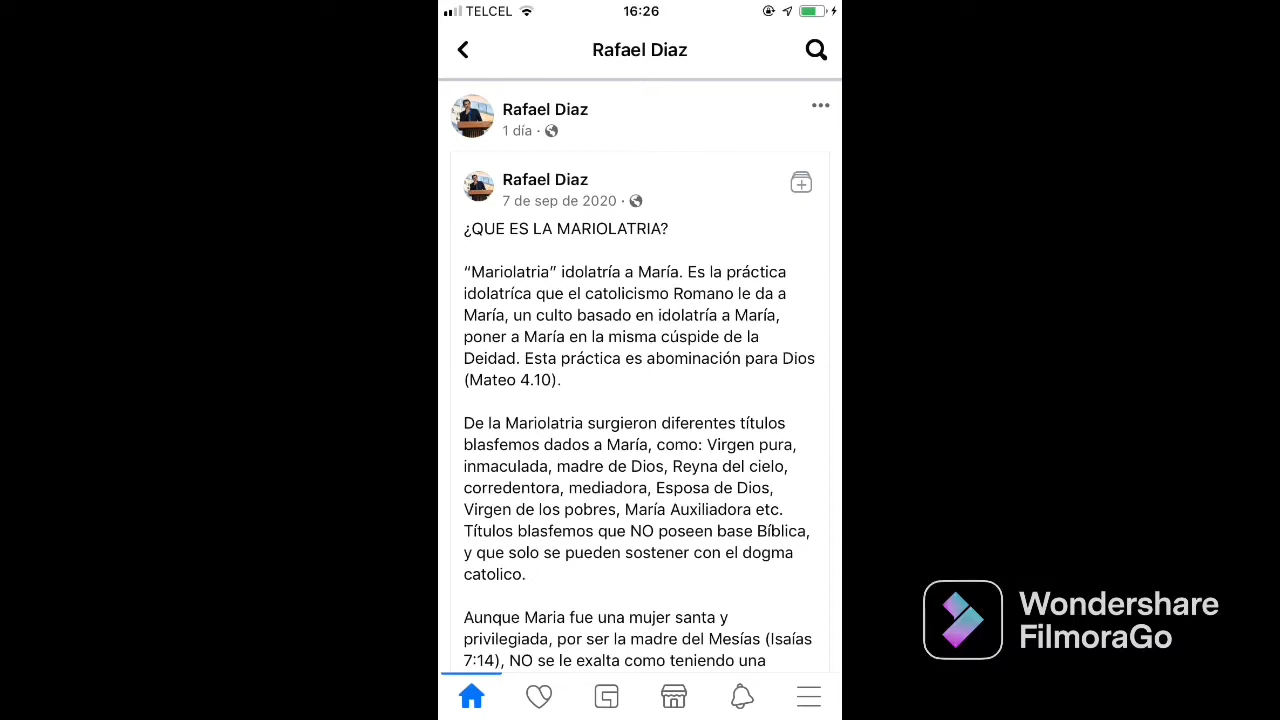 TELCEL 16:26
Rafael Diaz
Rafael Diaz
1 día ·
Rafael Diaz
7 de sep de 2020 ·
¿QUE ES LA MARIOLATRIA?
“Mariolatria” idolatría a María. Es la práctica
idolatríca que el catolicismo Romano le da a
María, un culto basado en idolatría a María,
poner a María en la misma cúspide de la
Deidad. Esta práctica es abominación para Dios
(Mateo 4.10).
De la Mariolatria surgieron diferentes títulos
blasfemos dados a María, como: Virgen pura,
inmaculada, madre de Dios, Reyna del cielo,
corredentora, mediadora, Esposa de Dios,
Virgen de los pobres, María Auxiliadora etc.
Títulos blasfemos que NO poseen base Bíblica,
y que solo se pueden sostener con el dogma
catolico.
Aunque Maria fue una mujer santa y
privilegiada, por ser la madre del Mesías (Isaías
7:14), NO se le exalta como teniendo una
Wondershare
FilmoraGo